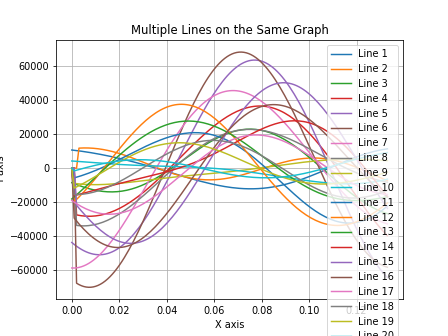 Multiple Lines on the Same Graph
60000
40000
20000
0
−20000
−40000
−60000
axis
0.00
0.02
0.04
0.06
0.08
0.10
X axis
Line 1
Line 2
Line 3
Line 4
Line 5
Line 6
Line 7
Line 8
Line 9
Line 10
Line 11
Line 12
Line 13
Line 14
Line 15
Line 16
Line 17
Line 18
Line 19
Line 20